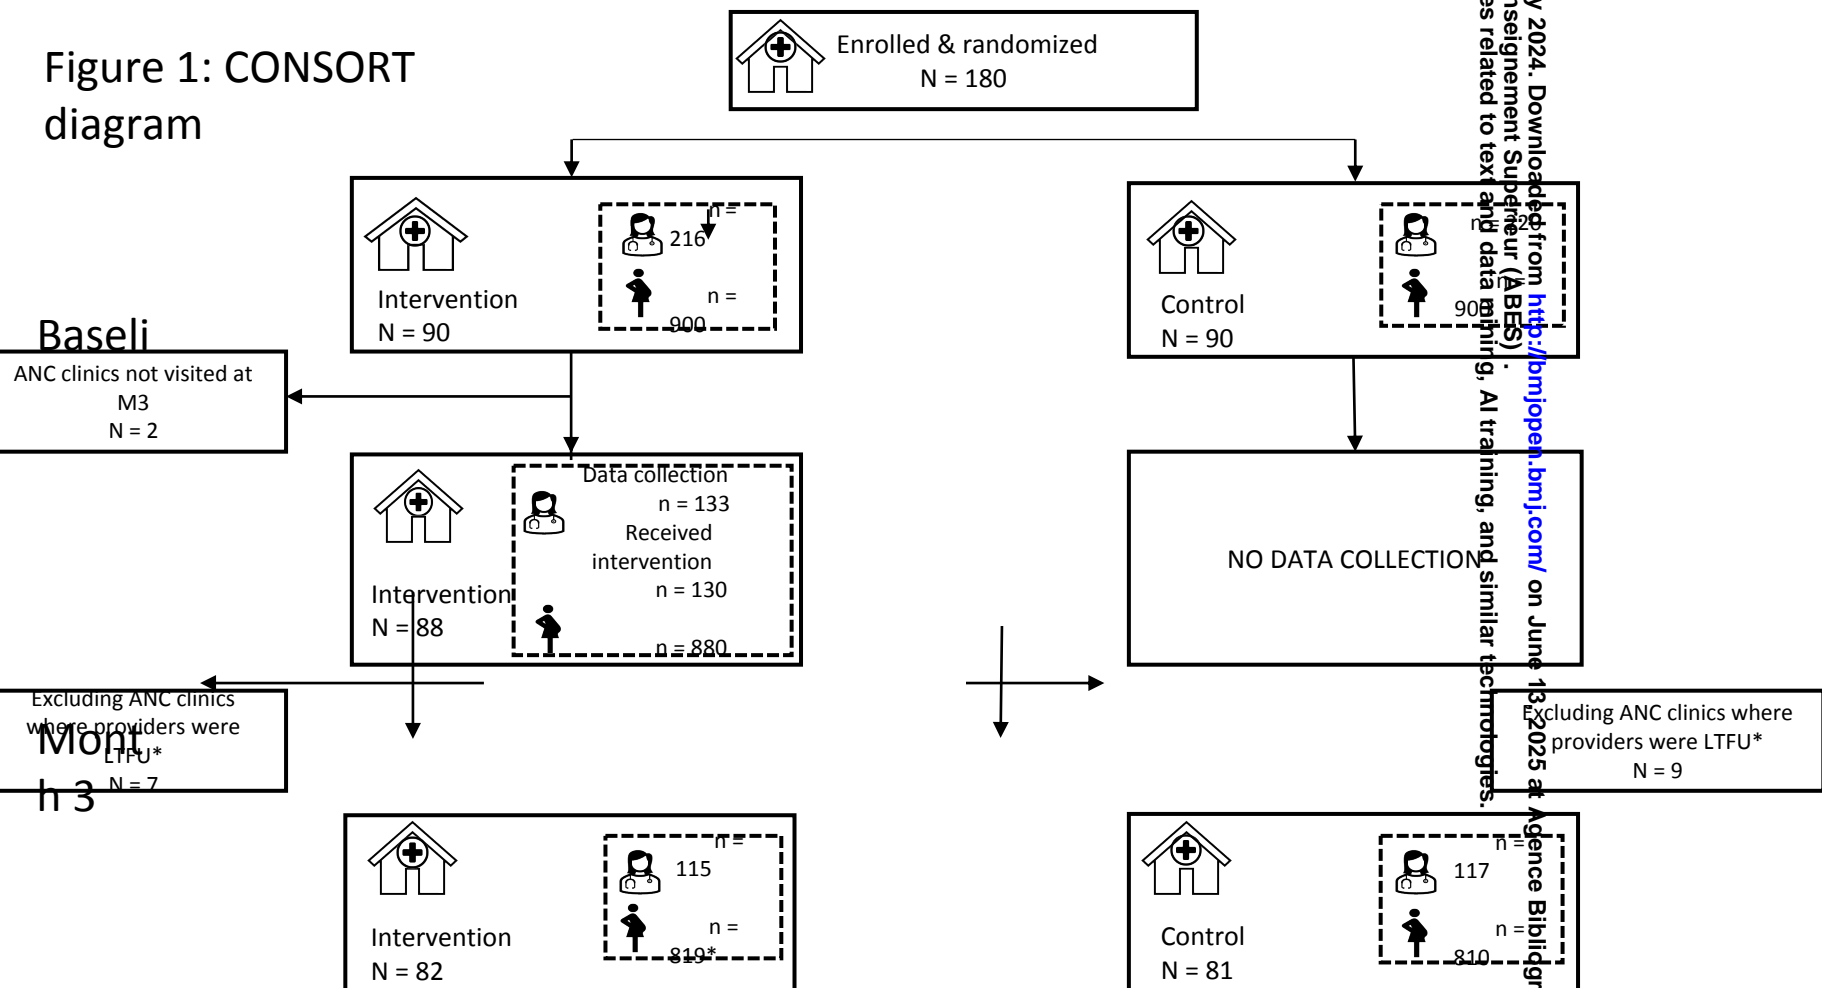 Figure 1: CONSORT
diagram
Enrolled & randomized
N = 180
n =
216
n =
900
Intervention
N = 90
900
Control
N = 90
Baseli
ANC clinics not visited at
M3
N = 2
Data collection
n = 133
Received
intervention
n = 130
n = 880
Intervention
N = 88
NO DATA COLLECTION
Excluding ANC clinics
where providers were
LTFU*
N = 7
Mont
h 3
Excluding ANC clinics where
providers were LTFU*
N = 9
n =
115
n =
819*
Intervention
N = 82
n =
117
n =
810
Control
N = 81
y 2024. Downloaded from http://bmjopen.bmj.com/ on June 13, 2025 at Agence Bibliogr
nseignement Superieur (ABES) .
es related to text and data mining, AI training, and similar technologies.